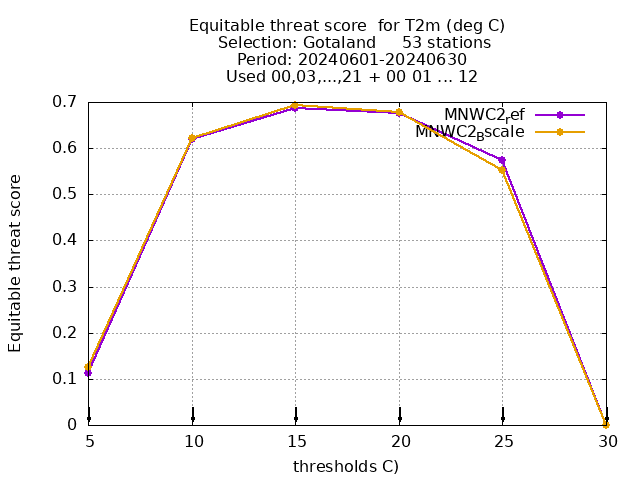 Equitable threat score  for T2m (deg C)
Selection: Gotaland     53 stations
Period: 20240601-20240630
Used 00,03,...,21 + 00 01 ... 12
MNWC2_ref
MNWC2_Bscale
Equitable threat score
0.7
0.6
0.5
0.4
0.3
0.2
0.1
0
5 10 15 20 25 30
thresholds C)